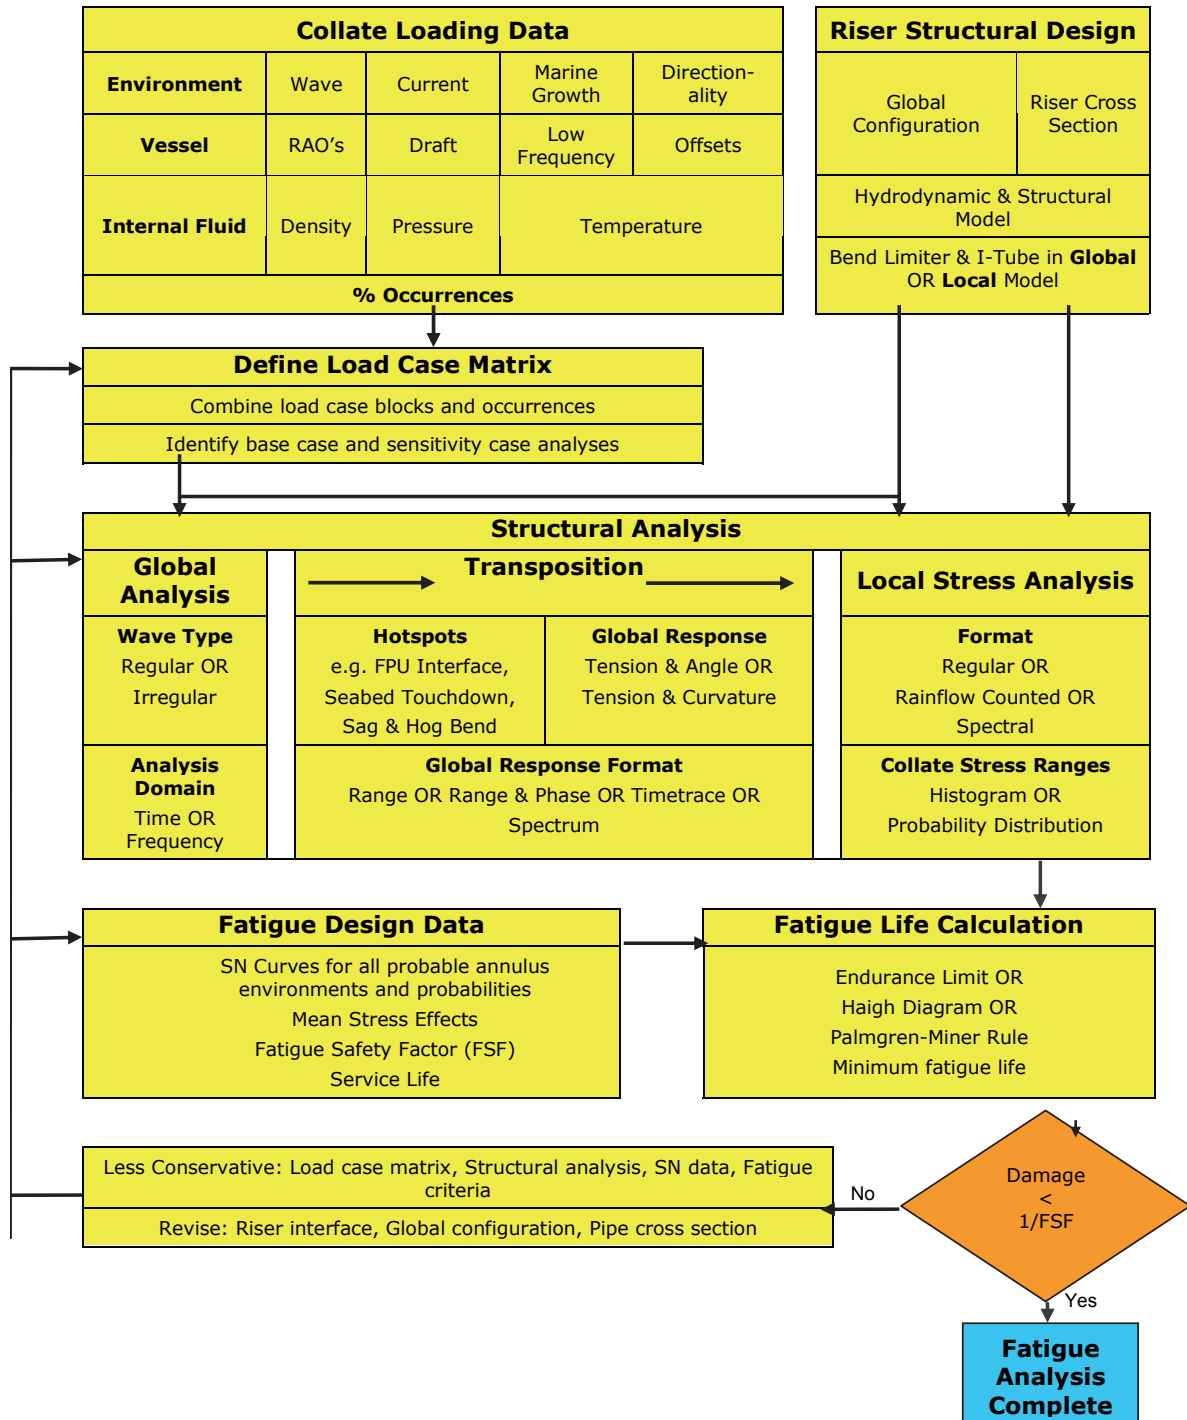 Collate Loading Data
Environment
Wave
Current
Marine
Growth
Direction-
ality
Vessel
RAO's
Draft
Low
Frequency
Offsets
Internal Fluid
Density
Pressure
Temperature
% Occurrences
Riser Structural Design
Global
Configuration
Riser Cross
Section
Hydrodynamic & Structural
Model
Bend Limiter & I-Tube in Global
OR Local Model
Define Load Case Matrix
Combine load case blocks and occurrences
Identify base case and sensitivity case analyses
Structural Analysis
Global
Analysis
Wave Type
Regular OR
Irregular
Analysis
Domain
Time OR
Frequency
Transposition
Hotspots
e.g. FPU Interface,
Seabed Touchdown,
Sag & Hog Bend
Global Response
Tension & Angle OR
Tension & Curvature
Global Response Format
Range OR Range & Phase OR Timetrace OR
Spectrum
Local Stress Analysis
Format
Regular OR
Rainflow Counted OR
Spectral
Collate Stress Ranges
Histogram OR
Probability Distribution
Fatigue Design Data
SN Curves for all probable annulus
environments and probabilities
Mean Stress Effects
Fatigue Safety Factor (FSF)
Service Life
Fatigue Life Calculation
Endurance Limit OR
Haigh Diagram OR
Palmgren-Miner Rule
Minimum fatigue life
Less Conservative: Load case matrix, Structural analysis, SN data, Fatigue
criteria
Revise: Riser interface, Global configuration, Pipe cross section
No
Damage
<
1/FSF
Yes
Fatigue
Analysis
Complete